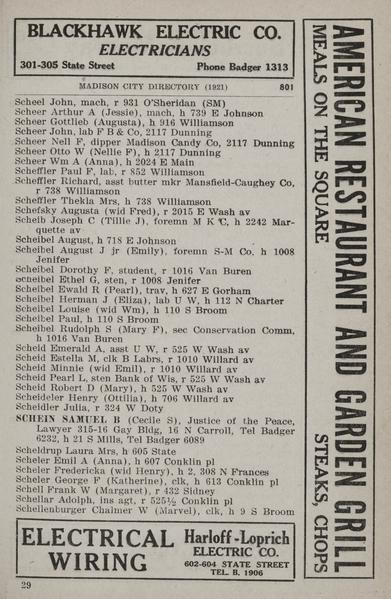 BLACKHAWK ELECTRIC CO.
ELECTRICIANS
301-305 State Street Phone Badger 1313
MADISON CITY DIRECTORY (1921) 801
Scheel John, mach, r 931 O'Sheridan (SM)
Scheer Arthur A (Jessie), mach, h 739 E Johnson
Scheer Gottlieb (Augusta), h 916 Williamson
Scheer John, lab F B & Co, 2117 Dunning
Scheer Nell F, dipper Madison Candy Co, 2117 Dunning
Scheer Otto W (Nellie F), h 2117 Dunning
Scheer Wm A (Anna), h 2024 E Main
Scheffler Paul F, lab, r 852 Williamson
Scheffler Richard, asst butter mkr Mansfield-Caughey Co,
r 738 Williamson
Scheffler Thekla Mrs, h 738 Williamson
Schefsky Augusta (wid Fred), r 2015 E Wash av
Scheib Joseph C (Tillie J), foremn M K C, h 2242 Mar-
quette av
Scheibel August, h 718 E Johnson
Scheibel August J jr (Emily), foremn S-M Co, h 1008
Jenifer
Scheibel Dorothy F, student, r 1016 Van Buren
Scheibel Ethel G, sten, r 1008 Jenifer
Scheibel Ewald R (Pearl), trav, h 627 E Gorham
Scheibel Herman J (Eliza), lab U W, h 112 N Charter
Scheibel Louise (wid Wm), h 110 S Broom
Scheibel Paul, h 110 S Broom
Scheibel Rudolph S (Mary F), sec Conservation Comm,
h 1016 Van Buren
Scheid Emerald A, asst U W, r 525 W Wash av
Scheid Estella M, clk B Labrs, r 1010 Willard av
Scheid Minnie (wid Emil), r 1010 Willard av
Scheid Pearl L, sten Bank of Wis, r 525 W Wash av
Scheid Robert D (Mary), h 525 W Wash av
Scheideler Henry (Ottilia), h 706 Willard av
Scheidler Julia, r 324 W Doty
SCHEIN SAMUEL B (Cecile S), Justice of the Peace,
Lawyer 315-16 Gay Bldg, 16 N Carroll, Tel Badger
6232, h 21 S Mills, Tel Badger 6089
Scheldrup Laura Mrs, h 605 State
Scheler Emil A (Anna), h 607 Conklin pl
Scheler Fredericka (wid Henry), h 2, 308 N Frances
Scheler George F (Katherine), clk, h 613 Conklin pl
Schell Frank W (Margaret), r 432 Sidney
Schellar Adolph, ins agt, r 525½ Conklin pl
Schellenburger Chalmer W (Marvel), clk, h 9 S Broom
ELECTRICAL
WIRING
Harloff-Loprich
ELECTRIC CO.
602-604 STATE STREET
TEL. B. 1906
29
AMERICAN RESTAURANT AND GARDEN GRILL
MEALS ON THE SQUARE STEAKS, CHOPS